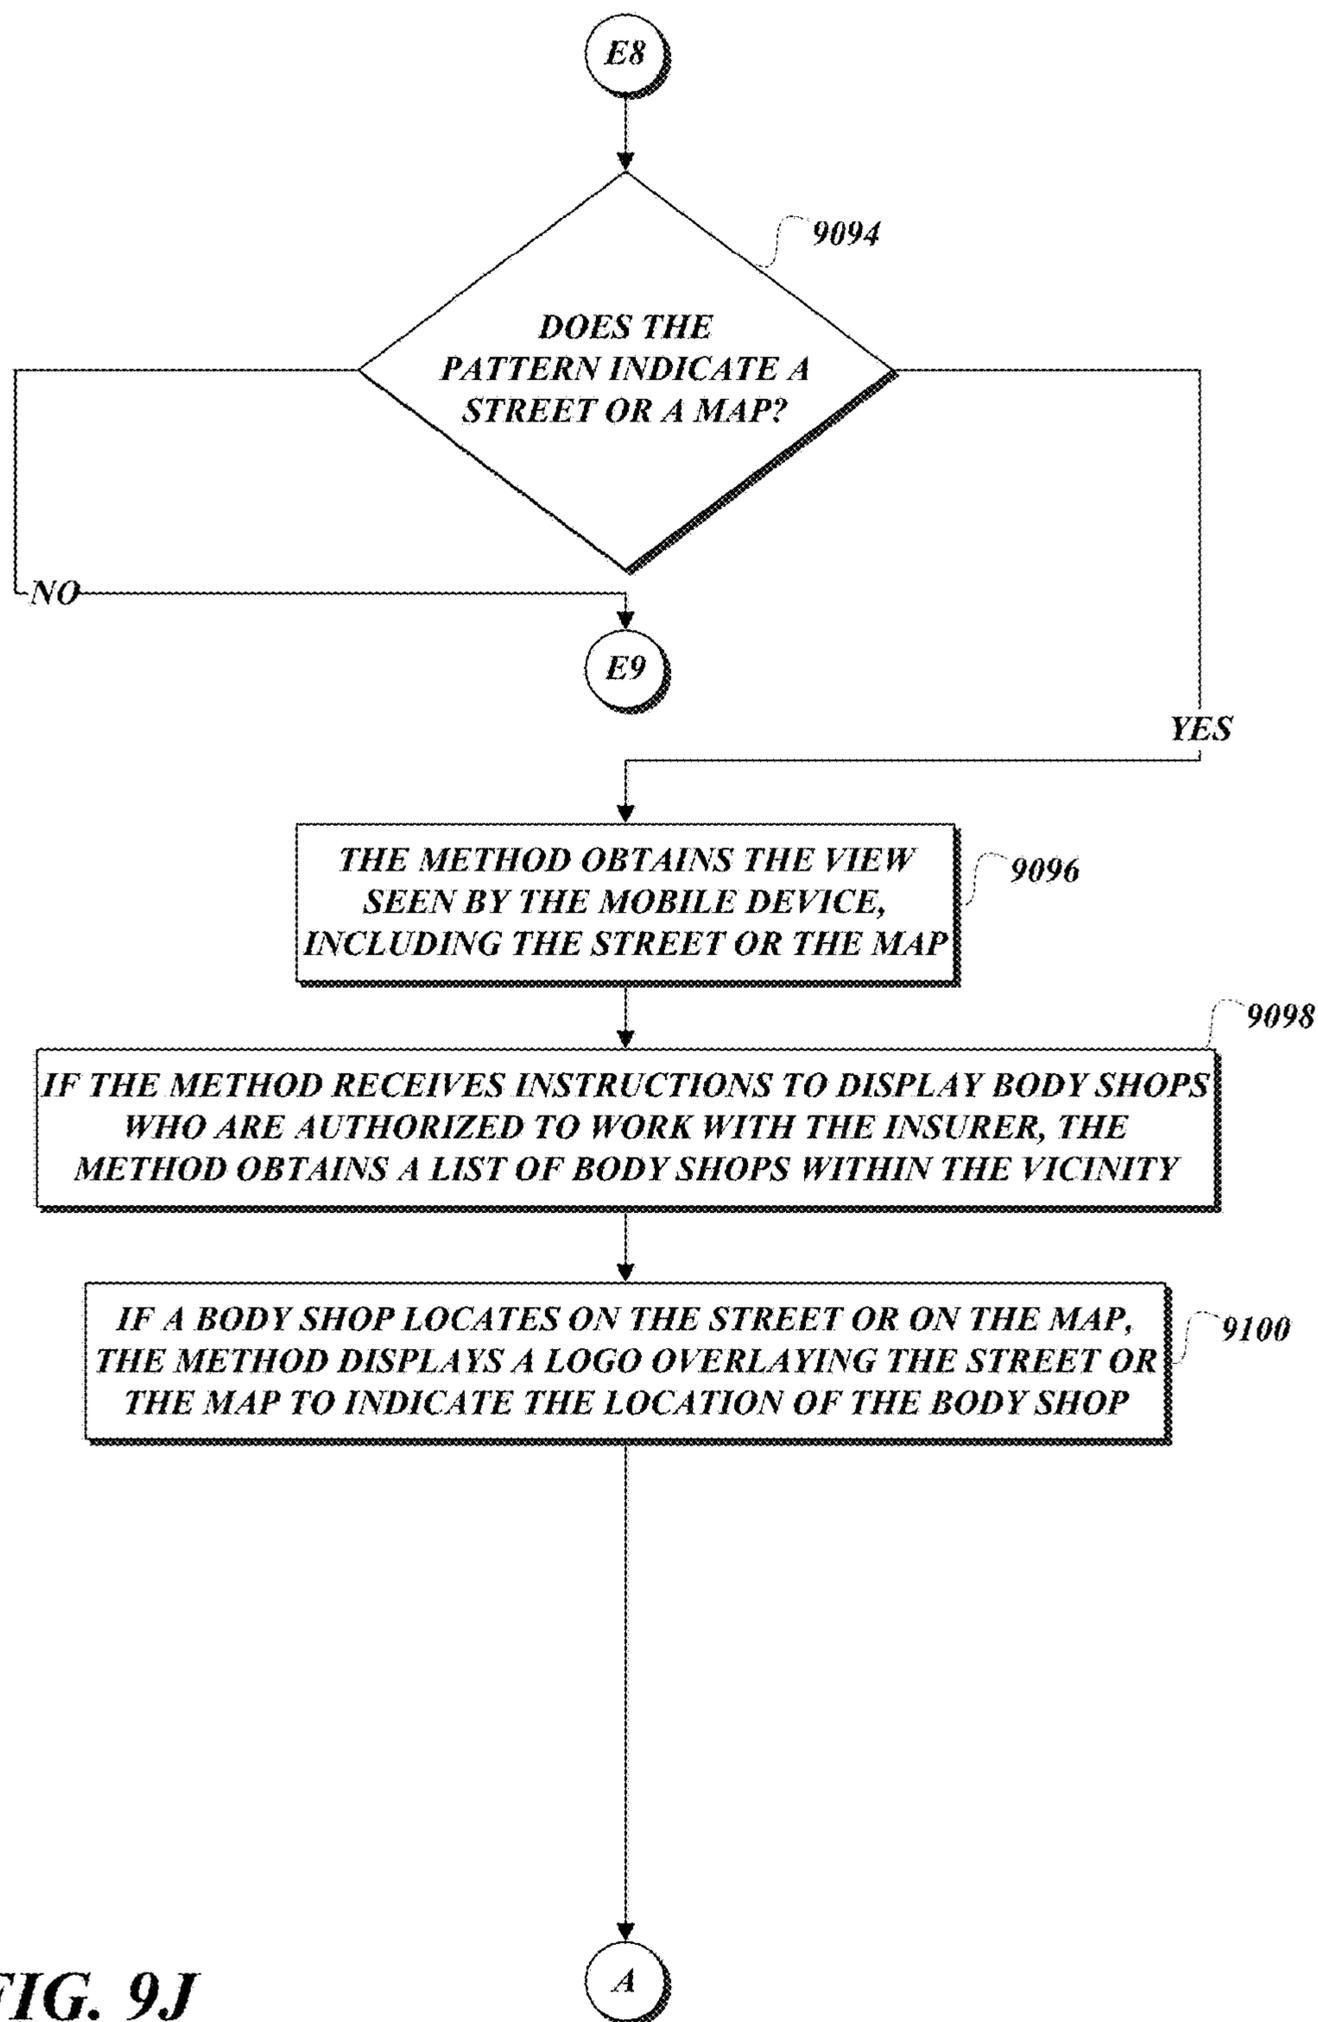 E8
9094
DOES THE
PATTERN INDICATE A
STREET OR A MAP?
NO
E9
YES
THE METHOD OBTAINS THE VIEW
SEEN BY THE MOBILE DEVICE,
INCLUDING THE STREET OR THE MAP
9096
9098
IF THE METHOD RECEIVES INSTRUCTIONS TO DISPLAY BODY SHOPS
WHO ARE AUTHORIZED TO WORK WITH THE INSURER, THE
METHOD OBTAINS A LIST OF BODY SHOPS WITHIN THE VICINITY
IF A BODY SHOP LOCATES ON THE STREET OR ON THE MAP,
THE METHOD DISPLAYS A LOGO OVERLAYING THE STREET OR
THE MAP TO INDICATE THE LOCATION OF THE BODY SHOP
9100
A
FIG. 9J